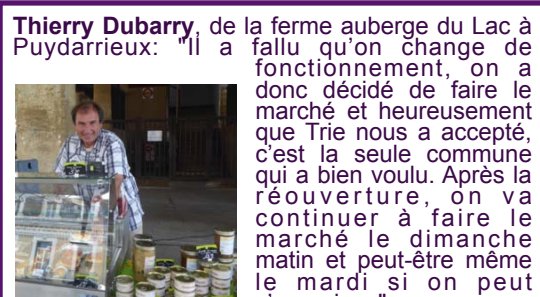 Thierry Dubarry, de la ferme auberge du Lac à
Puydarrieux: "Il a fallu qu'on change de
fonctionnement, on a
donc décidé de faire le
marché et heureusement
que Trie nous a accepté,
c'est la seule commune
qui a bien voulu. Après la
réouverture, on va
continuer à faire le
marché le dimanche
matin et peut-être même
le mardi si on peut